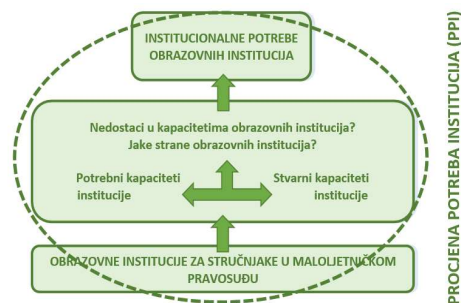 INSTITUCIONALNE POTREBE
OBRAZOVNIH INSTITUCIJA
Nedostaci u kapacitetima obrazovnih institucija?
Jake strane obrazovnih institucija?
Potrebni kapaciteti
institucije
Stvarni kapaciteti
institucije
OBRAZOVNE INSTITUCIJE ZA STRUČNJAKE U MALOLJETNIČKOM
PRAVOSUĐU
PROCJENA POTREBA INSTITUCIJA (PPI)